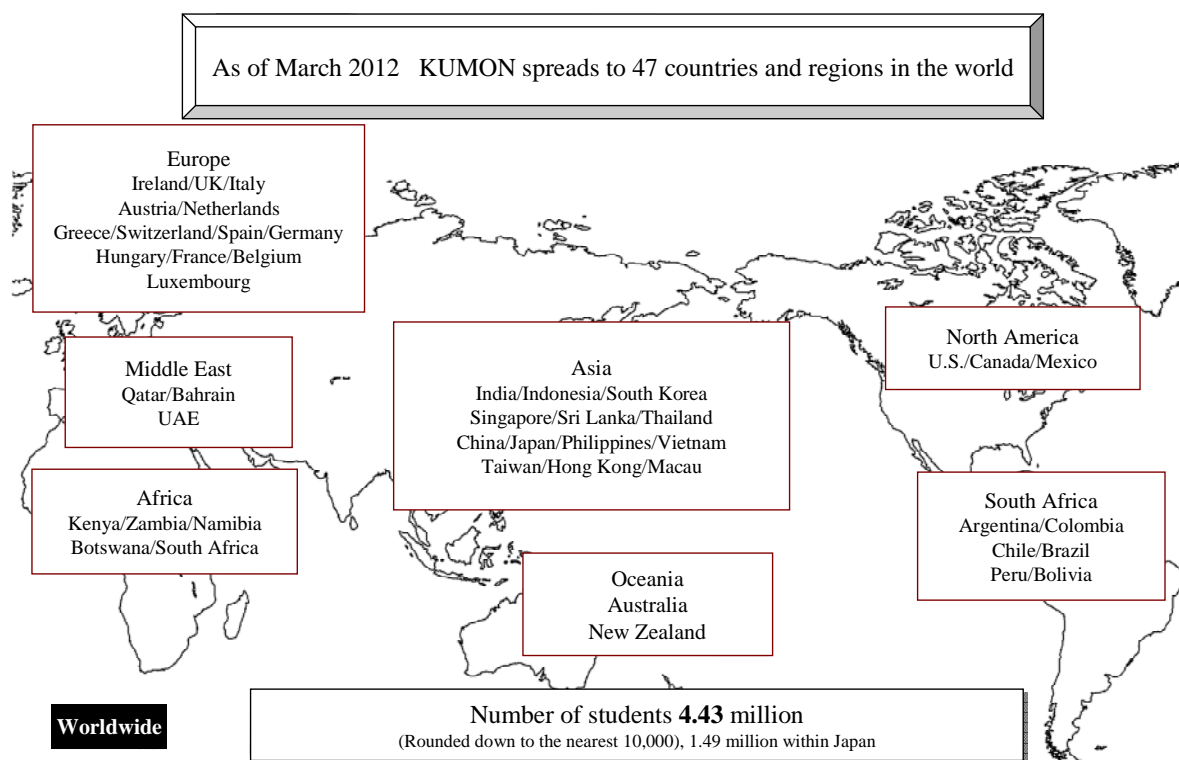 As of March 2012   KUMON spreads to 47 countries and regions in the world
Europe
Ireland/UK/Italy
Austria/Netherlands
Greece/Switzerland/Spain/Germany
Hungary/France/Belgium
Luxembourg
Middle East
Qatar/Bahrain
UAE
Africa
Kenya/Zambia/Namibia
Botswana/South Africa
Asia
India/Indonesia/South Korea
Singapore/Sri Lanka/Thailand
China/Japan/Philippines/Vietnam
Taiwan/Hong Kong/Macau
Oceania
Australia
New Zealand
North America
U.S./Canada/Mexico
South Africa
Argentina/Colombia
Chile/Brazil
Peru/Bolivia
Worldwide
Number of students 4.43 million
(Rounded down to the nearest 10,000), 1.49 million within Japan